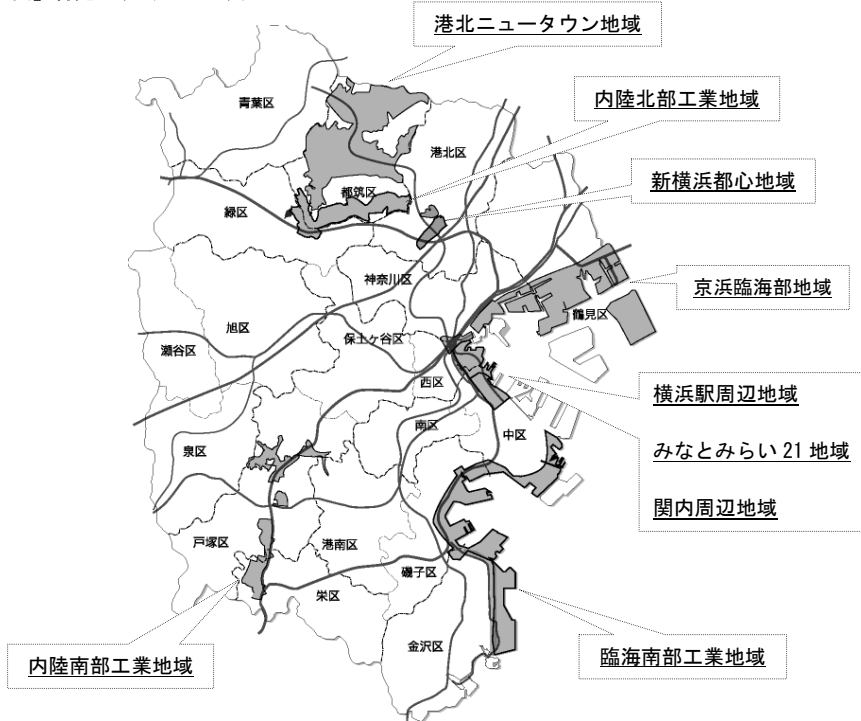 港北ニュータウン地域
内陸北部工業地域
新横浜都心地域
京浜臨海部地域
横浜駅周辺地域
みなとみらい 21 地域
関内周辺地域
臨海南部工業地域
内陸南部工業地域
青葉区
港北区
都筑区
緑区
神奈川区
鶴見区
旭区
保土ヶ谷区
瀬谷区
西区
南区
中区
泉区
戸塚区
港南区
磯子区
栄区
金沢区